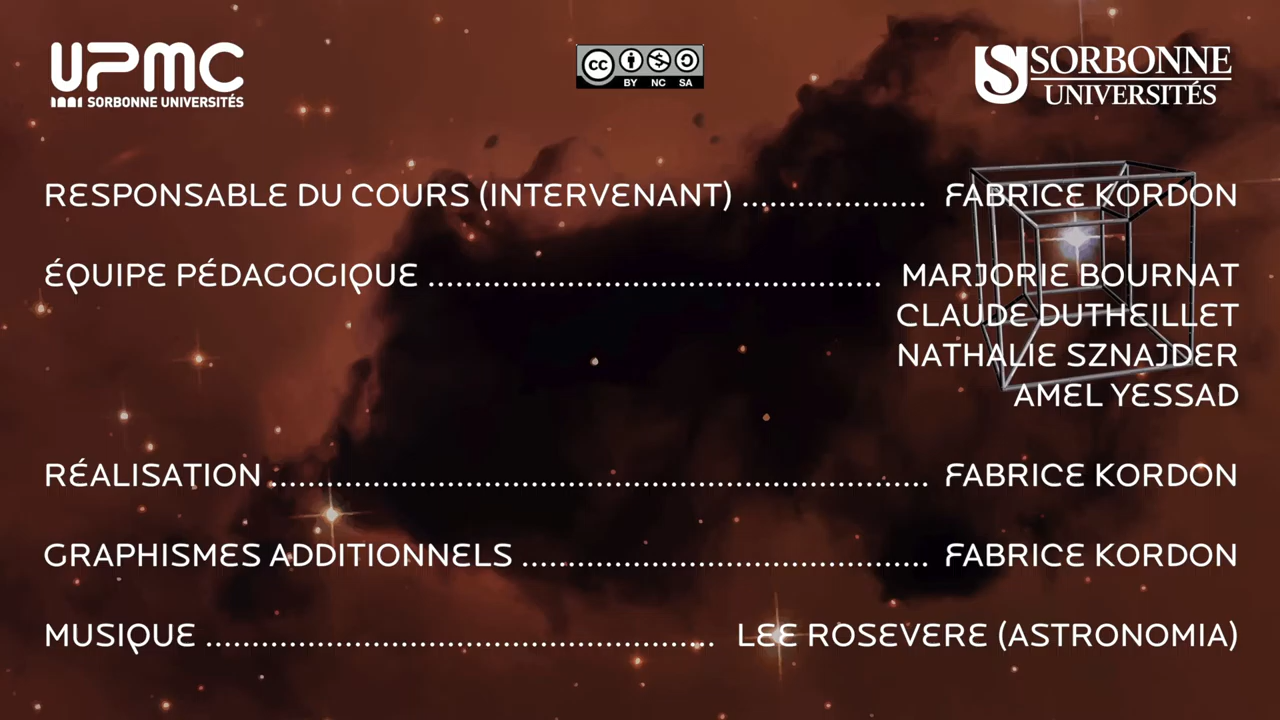 UPMC
SORBONNE UNIVERSITÉS
cc BY NC SA
SORBONNE
UNIVERSITÉS
RESPONSABLE DU COURS (INTERVENANT) .................... FABRICE KORDON
ÉQUIPE PÉDAGOGIQUE ................................................. MARJORIE BOURNAT
CLAUDE DUTHEILLET
NATHALIE SZNAJDER
AMEL YESSAD
RÉALISATION ....................................................................... FABRICE KORDON
GRAPHISMES ADDITIONNELS ............................................ FABRICE KORDON
MUSIQUE ....................................................... LEE ROSEVERE (ASTRONOMIA)